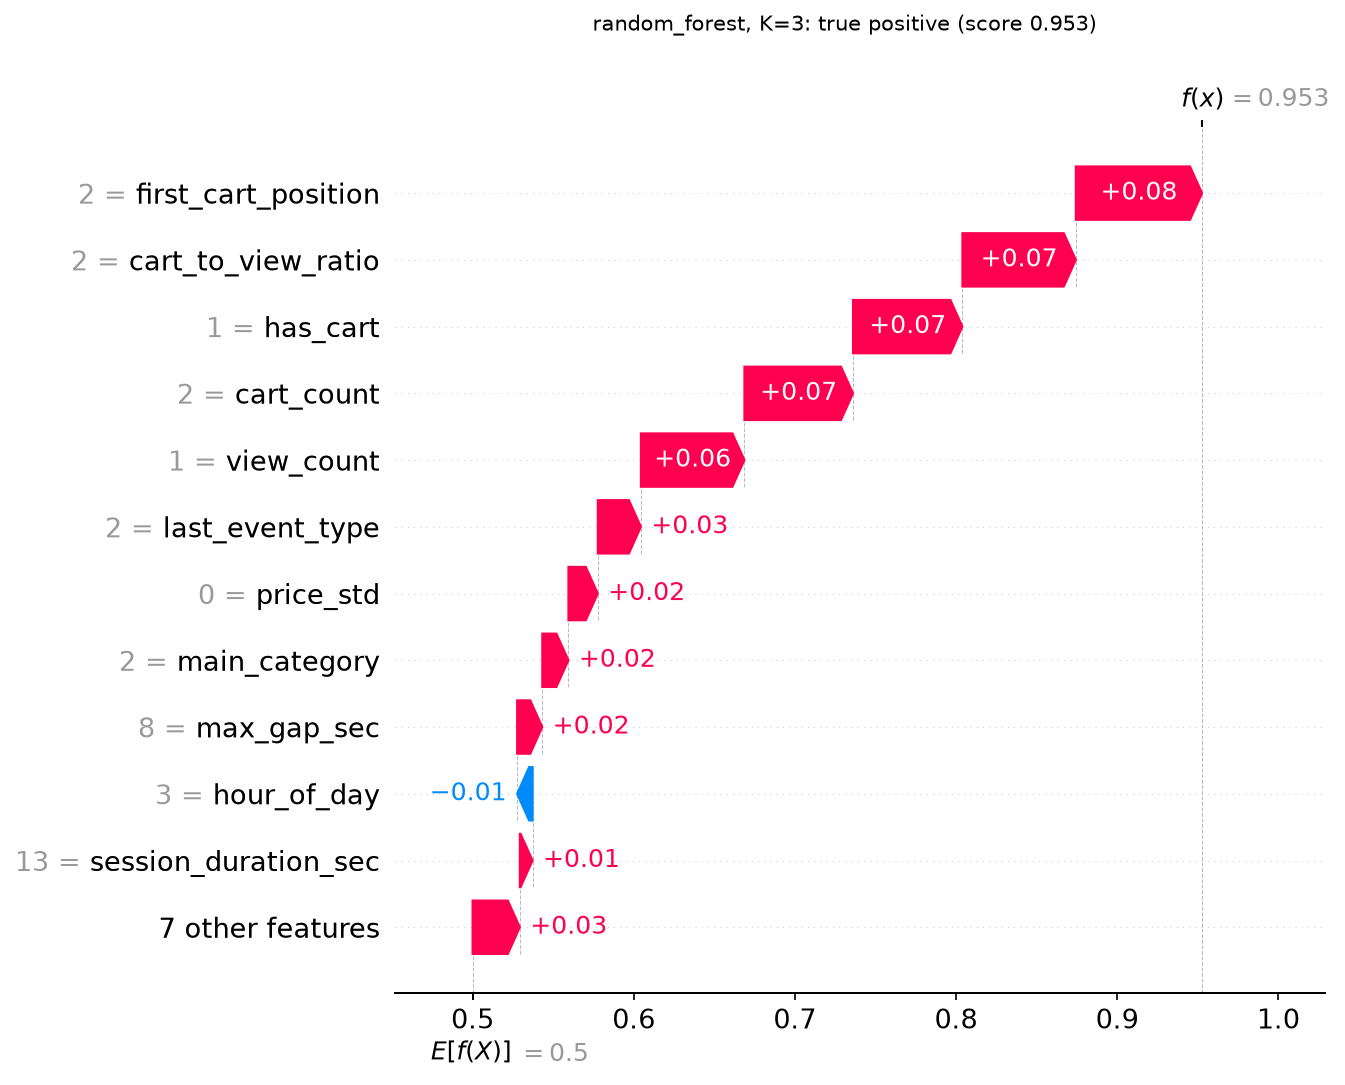 random_forest, K=3: true positive (score 0.953)
f(x) = 0.953
2 = first_cart_position +0.08
2 = cart_to_view_ratio +0.07
1 = has_cart +0.07
2 = cart_count +0.07
1 = view_count +0.06
2 = last_event_type +0.03
0 = price_std +0.02
2 = main_category +0.02
8 = max_gap_sec +0.02
3 = hour_of_day −0.01
13 = session_duration_sec +0.01
7 other features +0.03
0.5 0.6 0.7 0.8 0.9 1.0
E[f(X)] = 0.5